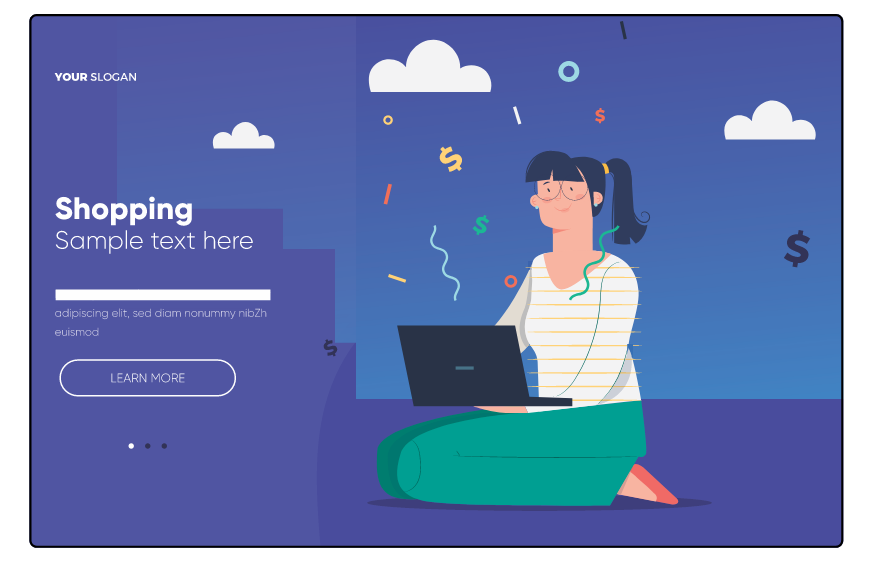 YOUR SLOGAN
Shopping
Sample text here
adipiscing elit, sed diam nonummy nibZh
euismod
LEARN MORE